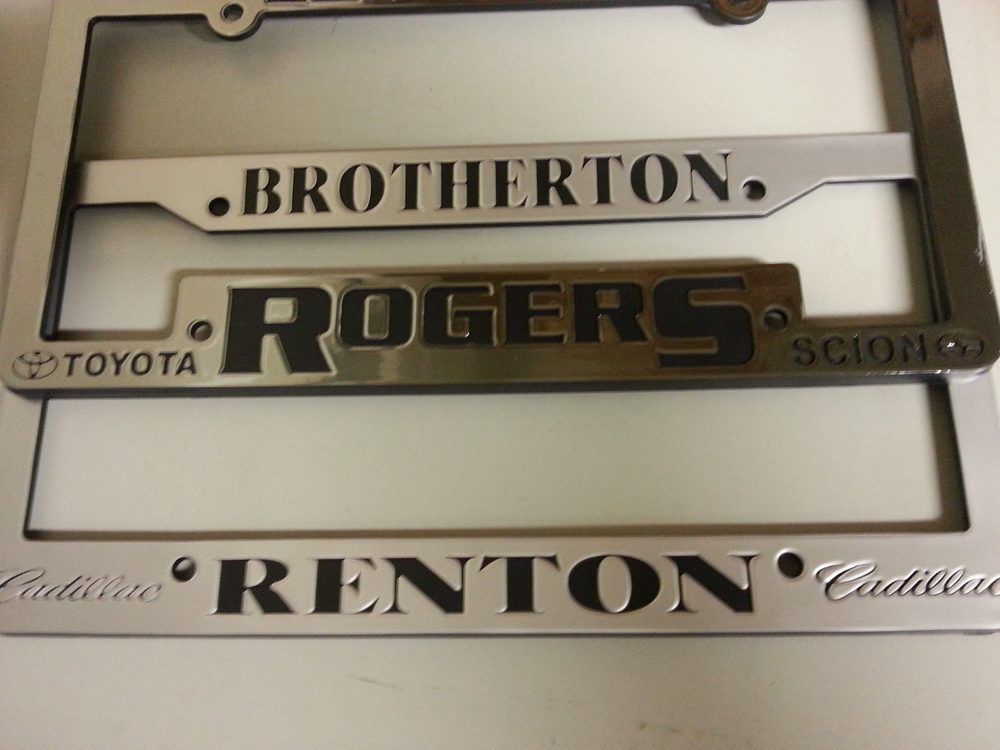 BROTHERTON
ROGERS
TOYOTA SCION
Cadillac RENTON Cadillac